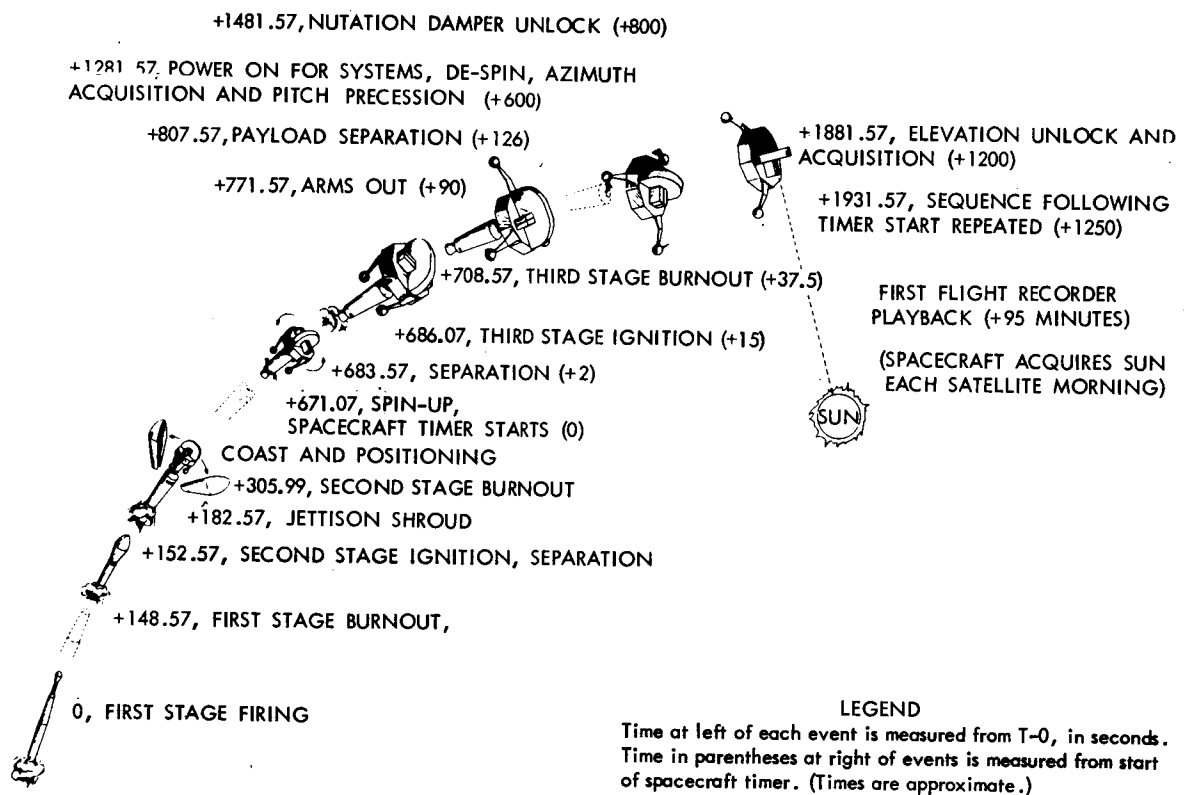 +1481.57, NUTATION DAMPER UNLOCK (+800)
+1281.57, POWER ON FOR SYSTEMS, DE-SPIN, AZIMUTH
ACQUISITION AND PITCH PRECESSION (+600)
+807.57, PAYLOAD SEPARATION (+126)
+771.57, ARMS OUT (+90)
+1881.57, ELEVATION UNLOCK AND
ACQUISITION (+1200)
+1931.57, SEQUENCE FOLLOWING
TIMER START REPEATED (+1250)
+708.57, THIRD STAGE BURNOUT (+37.5)
FIRST FLIGHT RECORDER
PLAYBACK (+95 MINUTES)
(SPACECRAFT ACQUIRES SUN
EACH SATELLITE MORNING)
SUN
+686.07, THIRD STAGE IGNITION (+15)
+683.57, SEPARATION (+2)
+671.07, SPIN-UP,
SPACECRAFT TIMER STARTS (0)
COAST AND POSITIONING
+305.99, SECOND STAGE BURNOUT
+182.57, JETTISON SHROUD
+152.57, SECOND STAGE IGNITION, SEPARATION
+148.57, FIRST STAGE BURNOUT,
0, FIRST STAGE FIRING
LEGEND
Time at left of each event is measured from T-0, in seconds.
Time in parentheses at right of events is measured from start
of spacecraft timer. (Times are approximate.)